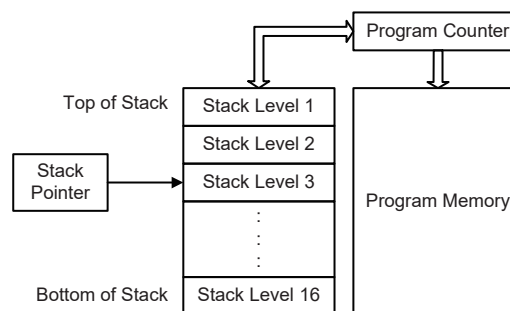 Program Counter
Top of Stack
Stack Level 1
Stack Level 2
Stack
Pointer
Stack Level 3
Program Memory
Bottom of Stack
Stack Level 16